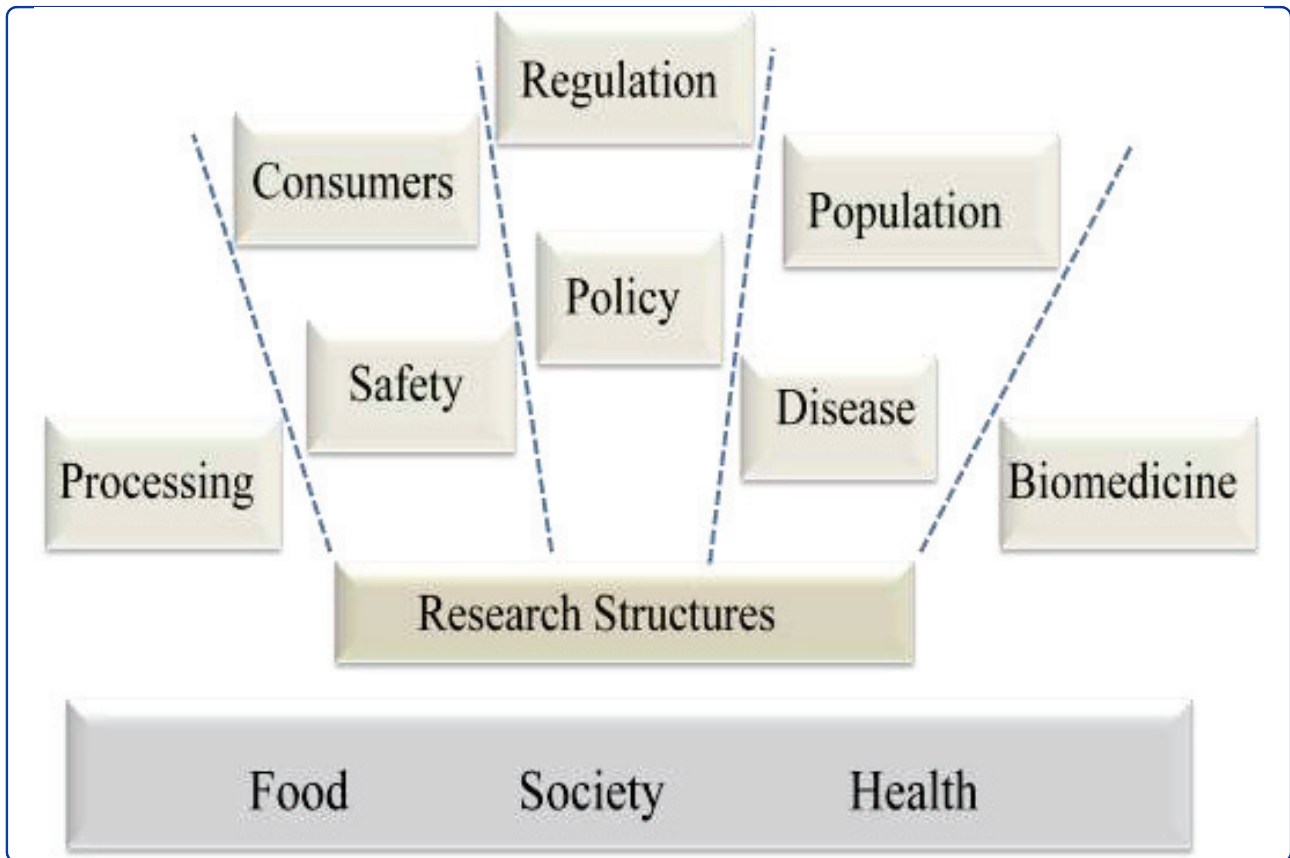 Regulation
Consumers
Population
Policy
Safety
Disease
Processing
Biomedicine
Research Structures
Food Society Health